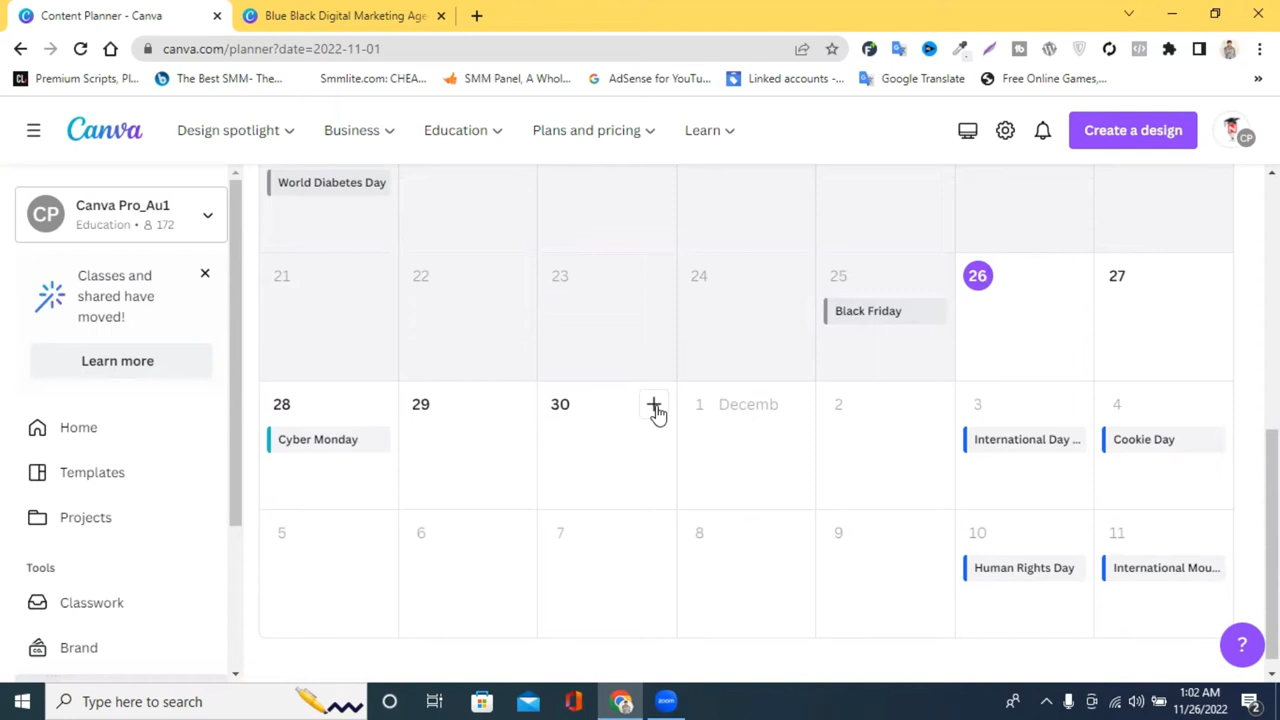 Content Planner - Canva
Blue Black Digital Marketing Age
canva.com/planner?date=2022-11-01
Premium Scripts, Pl...
The Best SMM- The...
Smmlite.com: CHEA...
SMM Panel, A Whol...
AdSense for YouTu...
Linked accounts -...
Google Translate
Free Online Games,...
»
Canva
Design spotlight
Business
Education
Plans and pricing
Learn
Create a design
CP
CP
Canva Pro_Au1
Education • 172
Classes and
shared have
moved!
Learn more
Home
Templates
Projects
Tools
Classwork
Brand
World Diabetes Day
21
22
23
24
25
26
27
Black Friday
28
29
30
1 Decemb
2
3
4
Cyber Monday
International Day ...
Cookie Day
5
6
7
8
9
10
11
Human Rights Day
International Mou...
?
Type here to search
zoom
1:02 AM
11/26/2022
2